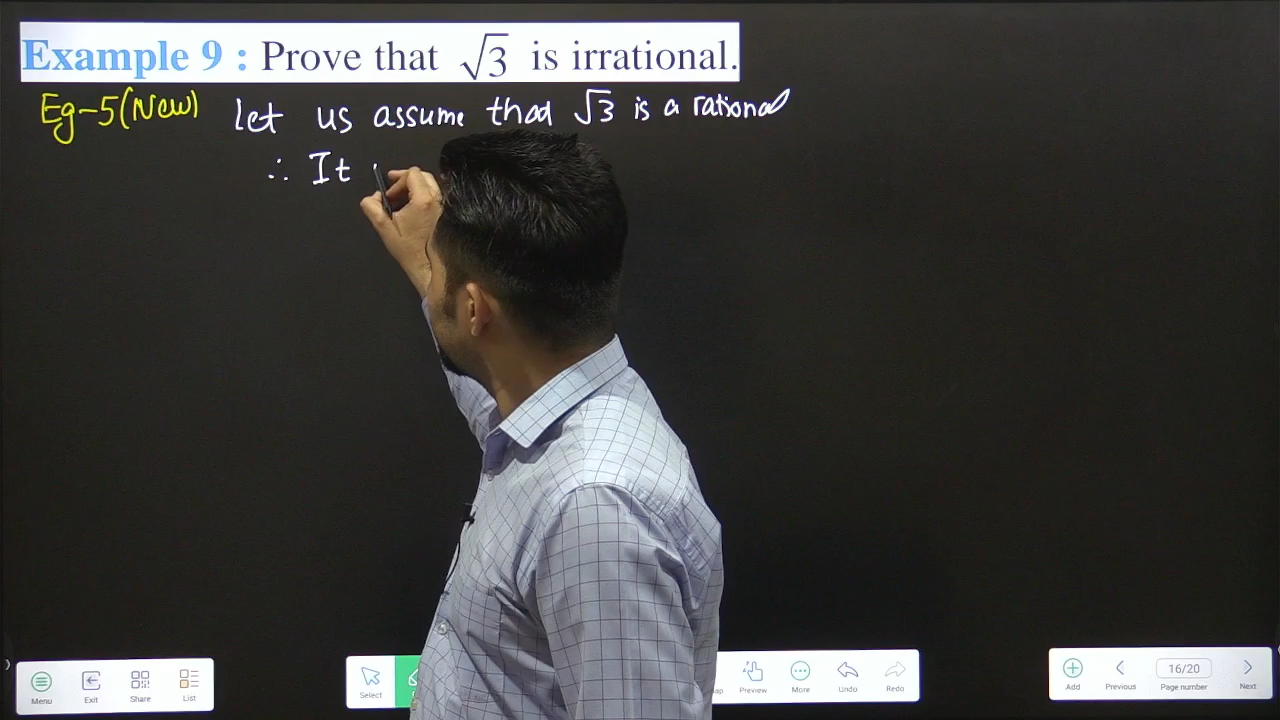 Example 9 : Prove that √3 is irrational.
Eg-5(New) Let us assume that √3 is a rational
∴ It
Menu Exit Share List Select Preview More Undo Redo Add Previous 16/20 Page number Next